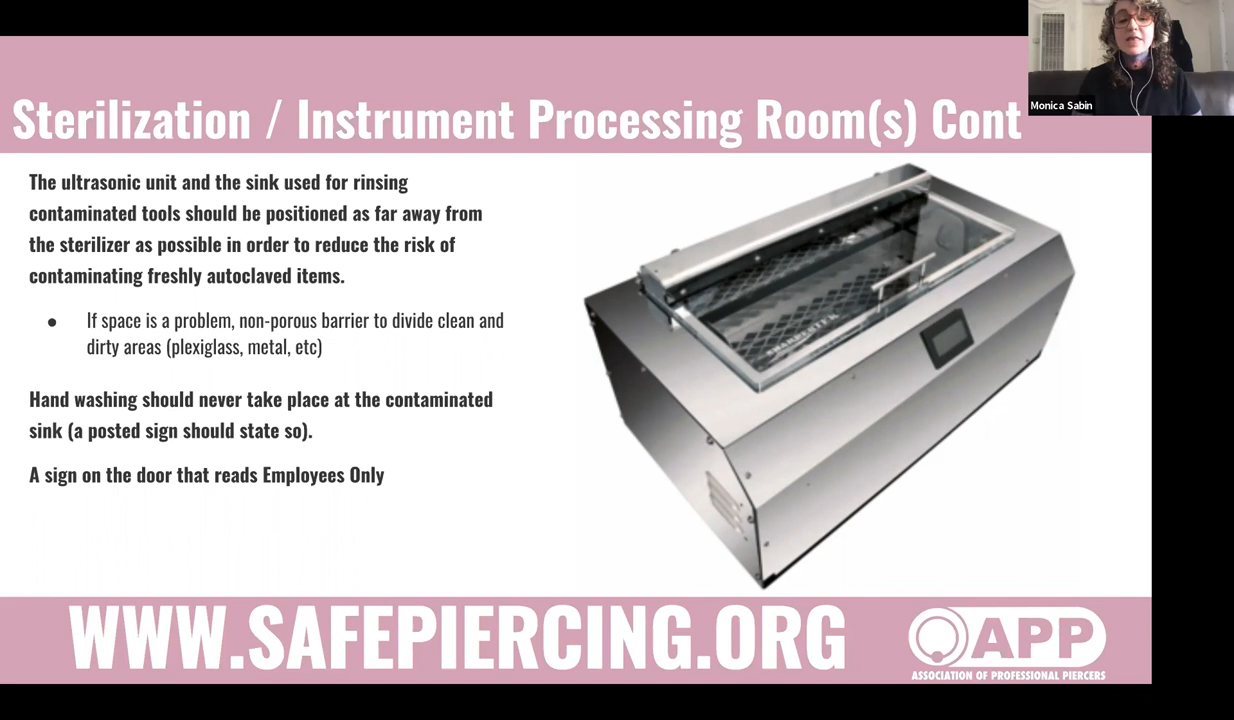 Monica Sabin
Sterilization / Instrument Processing Room(s) Cont
The ultrasonic unit and the sink used for rinsing
contaminated tools should be positioned as far away from
the sterilizer as possible in order to reduce the risk of
contaminating freshly autoclaved items.
● If space is a problem, non-porous barrier to divide clean and
dirty areas (plexiglass, metal, etc)
Hand washing should never take place at the contaminated
sink (a posted sign should state so).
A sign on the door that reads Employees Only
WWW.SAFEPIERCING.ORG
APP
ASSOCIATION OF PROFESSIONAL PIERCERS